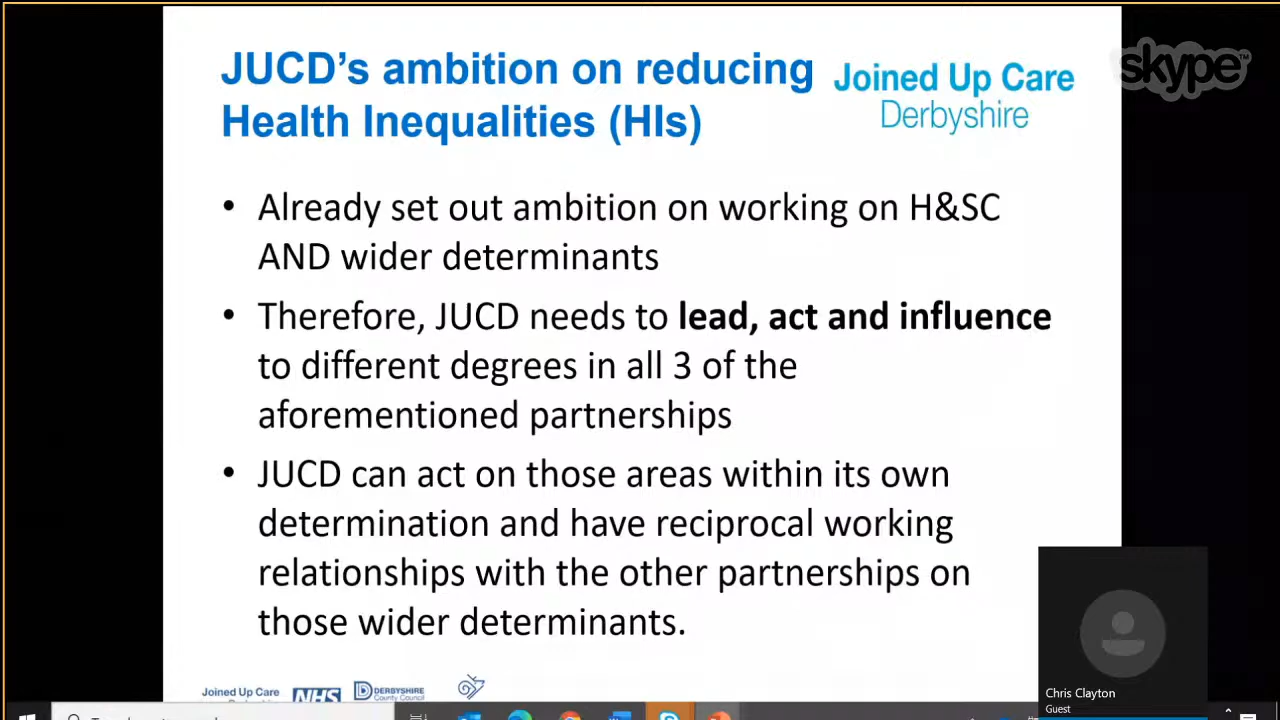 JUCD's ambition on reducing
Health Inequalities (HIs)
Joined Up Care
Derbyshire
skype™
• Already set out ambition on working on H&SC
AND wider determinants
• Therefore, JUCD needs to lead, act and influence
to different degrees in all 3 of the
aforementioned partnerships
• JUCD can act on those areas within its own
determination and have reciprocal working
relationships with the other partnerships on
those wider determinants.
Joined Up Care
NHS
DERBYSHIRE
County Council
Chris Clayton
Guest